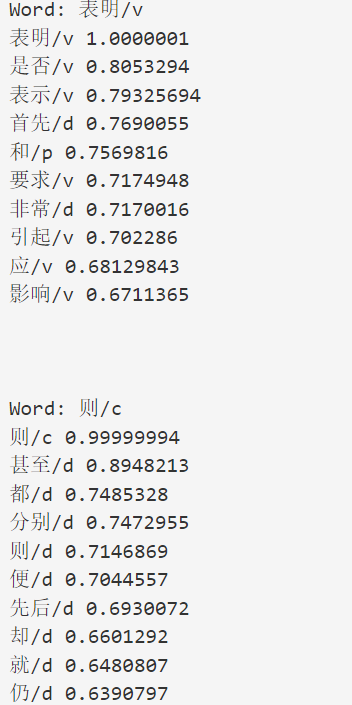 Word: 表明/v
表明/v 1.0000001
是否/v 0.8053294
表示/v 0.79325694
首先/d 0.7690055
和/p 0.7569816
要求/v 0.7174948
非常/d 0.7170016
引起/v 0.702286
应/v 0.68129843
影响/v 0.6711365
Word: 则/c
则/c 0.99999994
甚至/d 0.8948213
都/d 0.7485328
分别/d 0.7472955
则/d 0.7146869
便/d 0.7044557
先后/d 0.6930072
却/d 0.6601292
就/d 0.6480807
仍/d 0.6390797